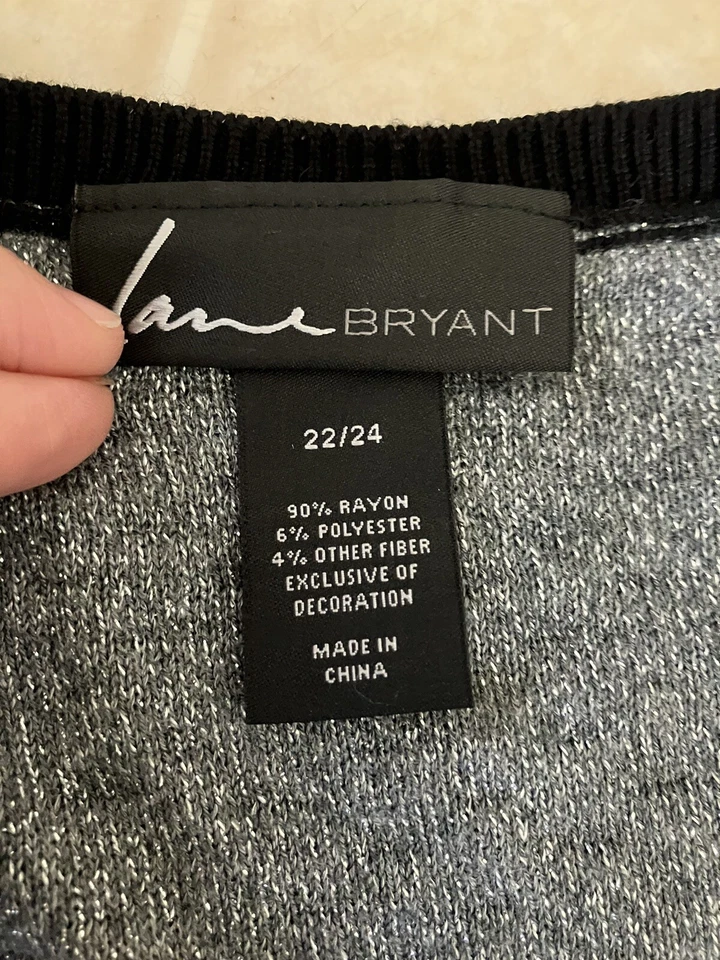 Lane BRYANT
22/24
90% RAYON
6% POLYESTER
4% OTHER FIBER
EXCLUSIVE OF
DECORATION
MADE IN
CHINA